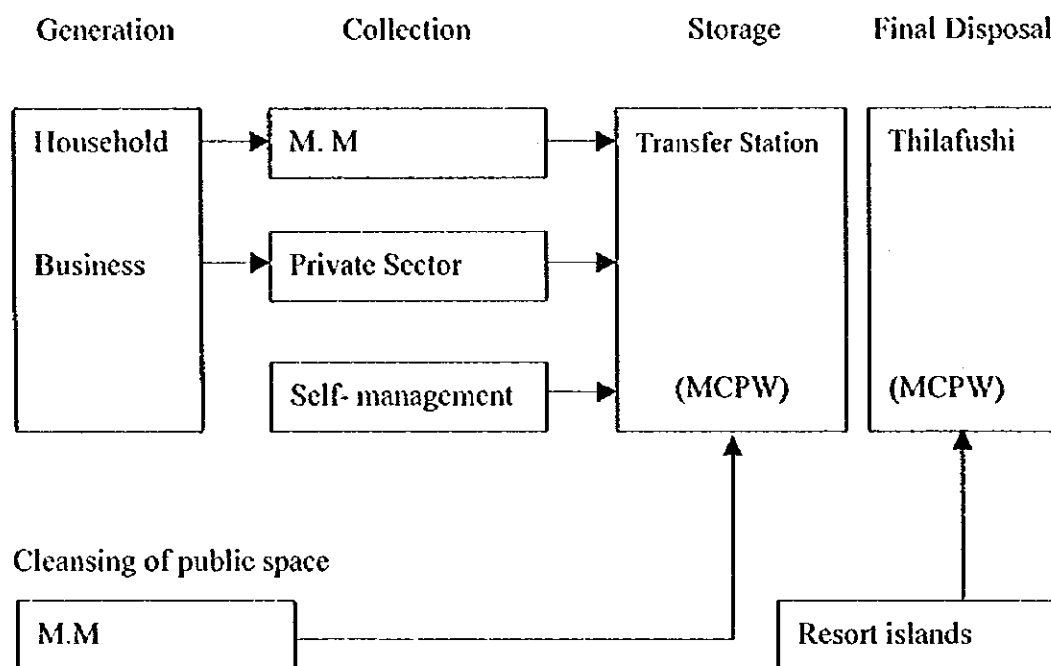 Generation Collection Storage Final Disposal
Household M. M Transfer Station Thilafushi
Business Private Sector
Self- management (MCPW) (MCPW)
Cleansing of public space
M.M Resort islands